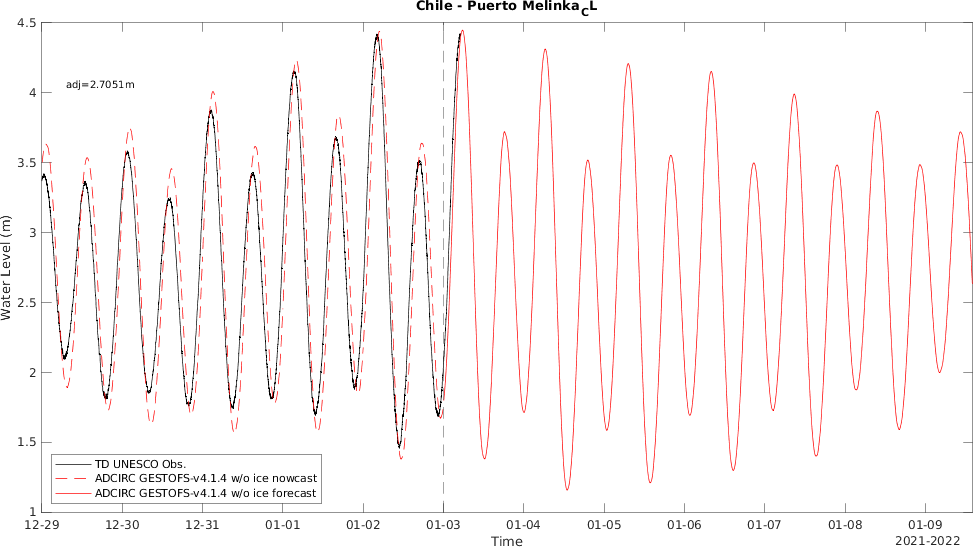 Chile - Puerto MelinkaCL
4.5
adj=2.7051m
4
3.5
3
Water Level (m)
2.5
2
1.5
TD UNESCO Obs.
ADCIRC GESTOFS-v4.1.4 w/o ice nowcast
ADCIRC GESTOFS-v4.1.4 w/o ice forecast
1
12-29 12-30 12-31 01-01 01-02 01-03 01-04 01-05 01-06 01-07 01-08 01-09
Time
2021-2022